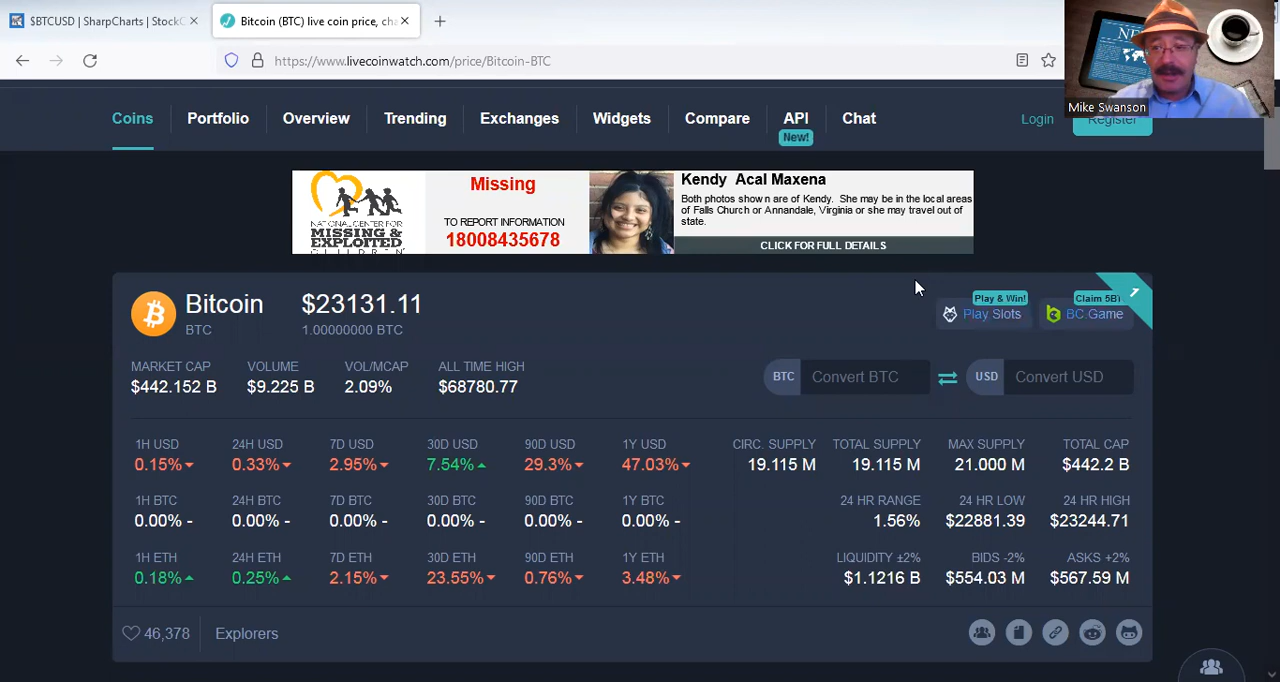 $BTCUSD | SharpCharts | StockC
Bitcoin (BTC) live coin price, cha
https://www.livecoinwatch.com/price/Bitcoin-BTC
Mike Swanson
Coins Portfolio Overview Trending Exchanges Widgets Compare API Chat Login Register
New!
NATIONAL CENTER FOR
MISSING &
EXPLOITED
Missing
TO REPORT INFORMATION
18008435678
Kendy Acal Maxena
Both photos shown are of Kendy. She may be in the local areas
of Falls Church or Annandale, Virginia or she may travel out of
state.
CLICK FOR FULL DETAILS
Bitcoin $23131.11
BTC 1.00000000 BTC
Play & Win! Claim 5B
Play Slots BC.Game
1
MARKET CAP VOLUME VOL/MCAP ALL TIME HIGH
$442.152 B $9.225 B 2.09% $68780.77
BTC Convert BTC USD Convert USD
1H USD 24H USD 7D USD 30D USD 90D USD 1Y USD CIRC. SUPPLY TOTAL SUPPLY MAX SUPPLY TOTAL CAP
0.15% 0.33% 2.95% 7.54% 29.3% 47.03% 19.115 M 19.115 M 21.000 M $442.2 B
1H BTC 24H BTC 7D BTC 30D BTC 90D BTC 1Y BTC 24 HR RANGE 24 HR LOW 24 HR HIGH
0.00% - 0.00% - 0.00% - 0.00% - 0.00% - 0.00% - 1.56% $22881.39 $23244.71
1H ETH 24H ETH 7D ETH 30D ETH 90D ETH 1Y ETH LIQUIDITY ±2% BIDS -2% ASKS +2%
0.18% 0.25% 2.15% 23.55% 0.76% 3.48% $1.1216 B $554.03 M $567.59 M
46,378 Explorers